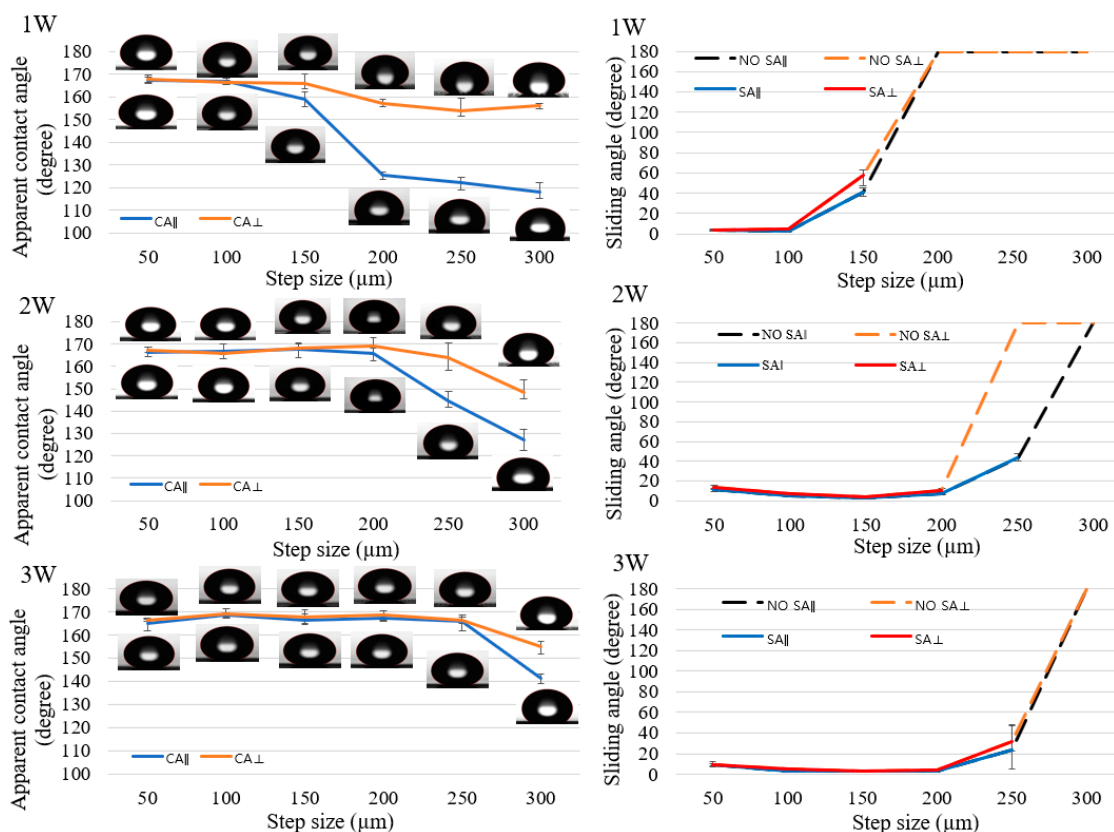 1W
Apparent contact angle
(degree)
180
170
160
150
140
130
120
110
100
CA∥ CA⊥
50 100 150 200 250 300
Step size (µm)
1W
Sliding angle (degree)
180
160
140
120
100
80
60
40
20
0
NO SA∥ NO SA⊥
SA∥ SA⊥
50 100 150 200 250 300
Step size (µm)
2W
Apparent contact angle
(degree)
180
170
160
150
140
130
120
110
100
CA∥ CA⊥
50 100 150 200 250 300
Step size (µm)
2W
Sliding angle (degree)
180
160
140
120
100
80
60
40
20
0
NO SAl NO SA⊥
SAl SA⊥
50 100 150 200 250 300
Step size (µm)
3W
Apparent contact angle
(degree)
180
170
160
150
140
130
120
110
100
CA∥ CA⊥
50 100 150 200 250 300
Step size (µm)
3W
Sliding angle (degree)
180
160
140
120
100
80
60
40
20
0
NO SA∥ NO SA⊥
SA∥ SA⊥
50 100 150 200 250 300
Step size (µm)